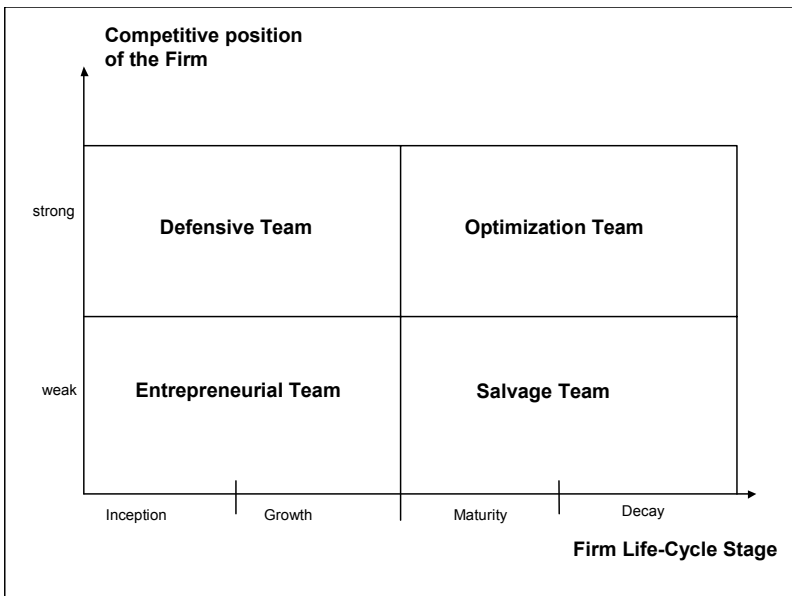 Competitive position
of the Firm
strong
Defensive Team
Optimization Team
weak
Entrepreneurial Team
Salvage Team
Inception
Growth
Maturity
Decay
Firm Life-Cycle Stage